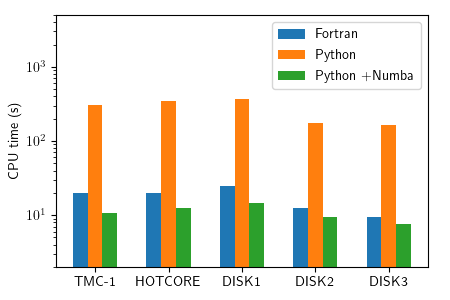 Fortran
Python
Python +Numba
CPU time (s)
10³
10²
10¹
TMC-1 HOTCORE DISK1 DISK2 DISK3